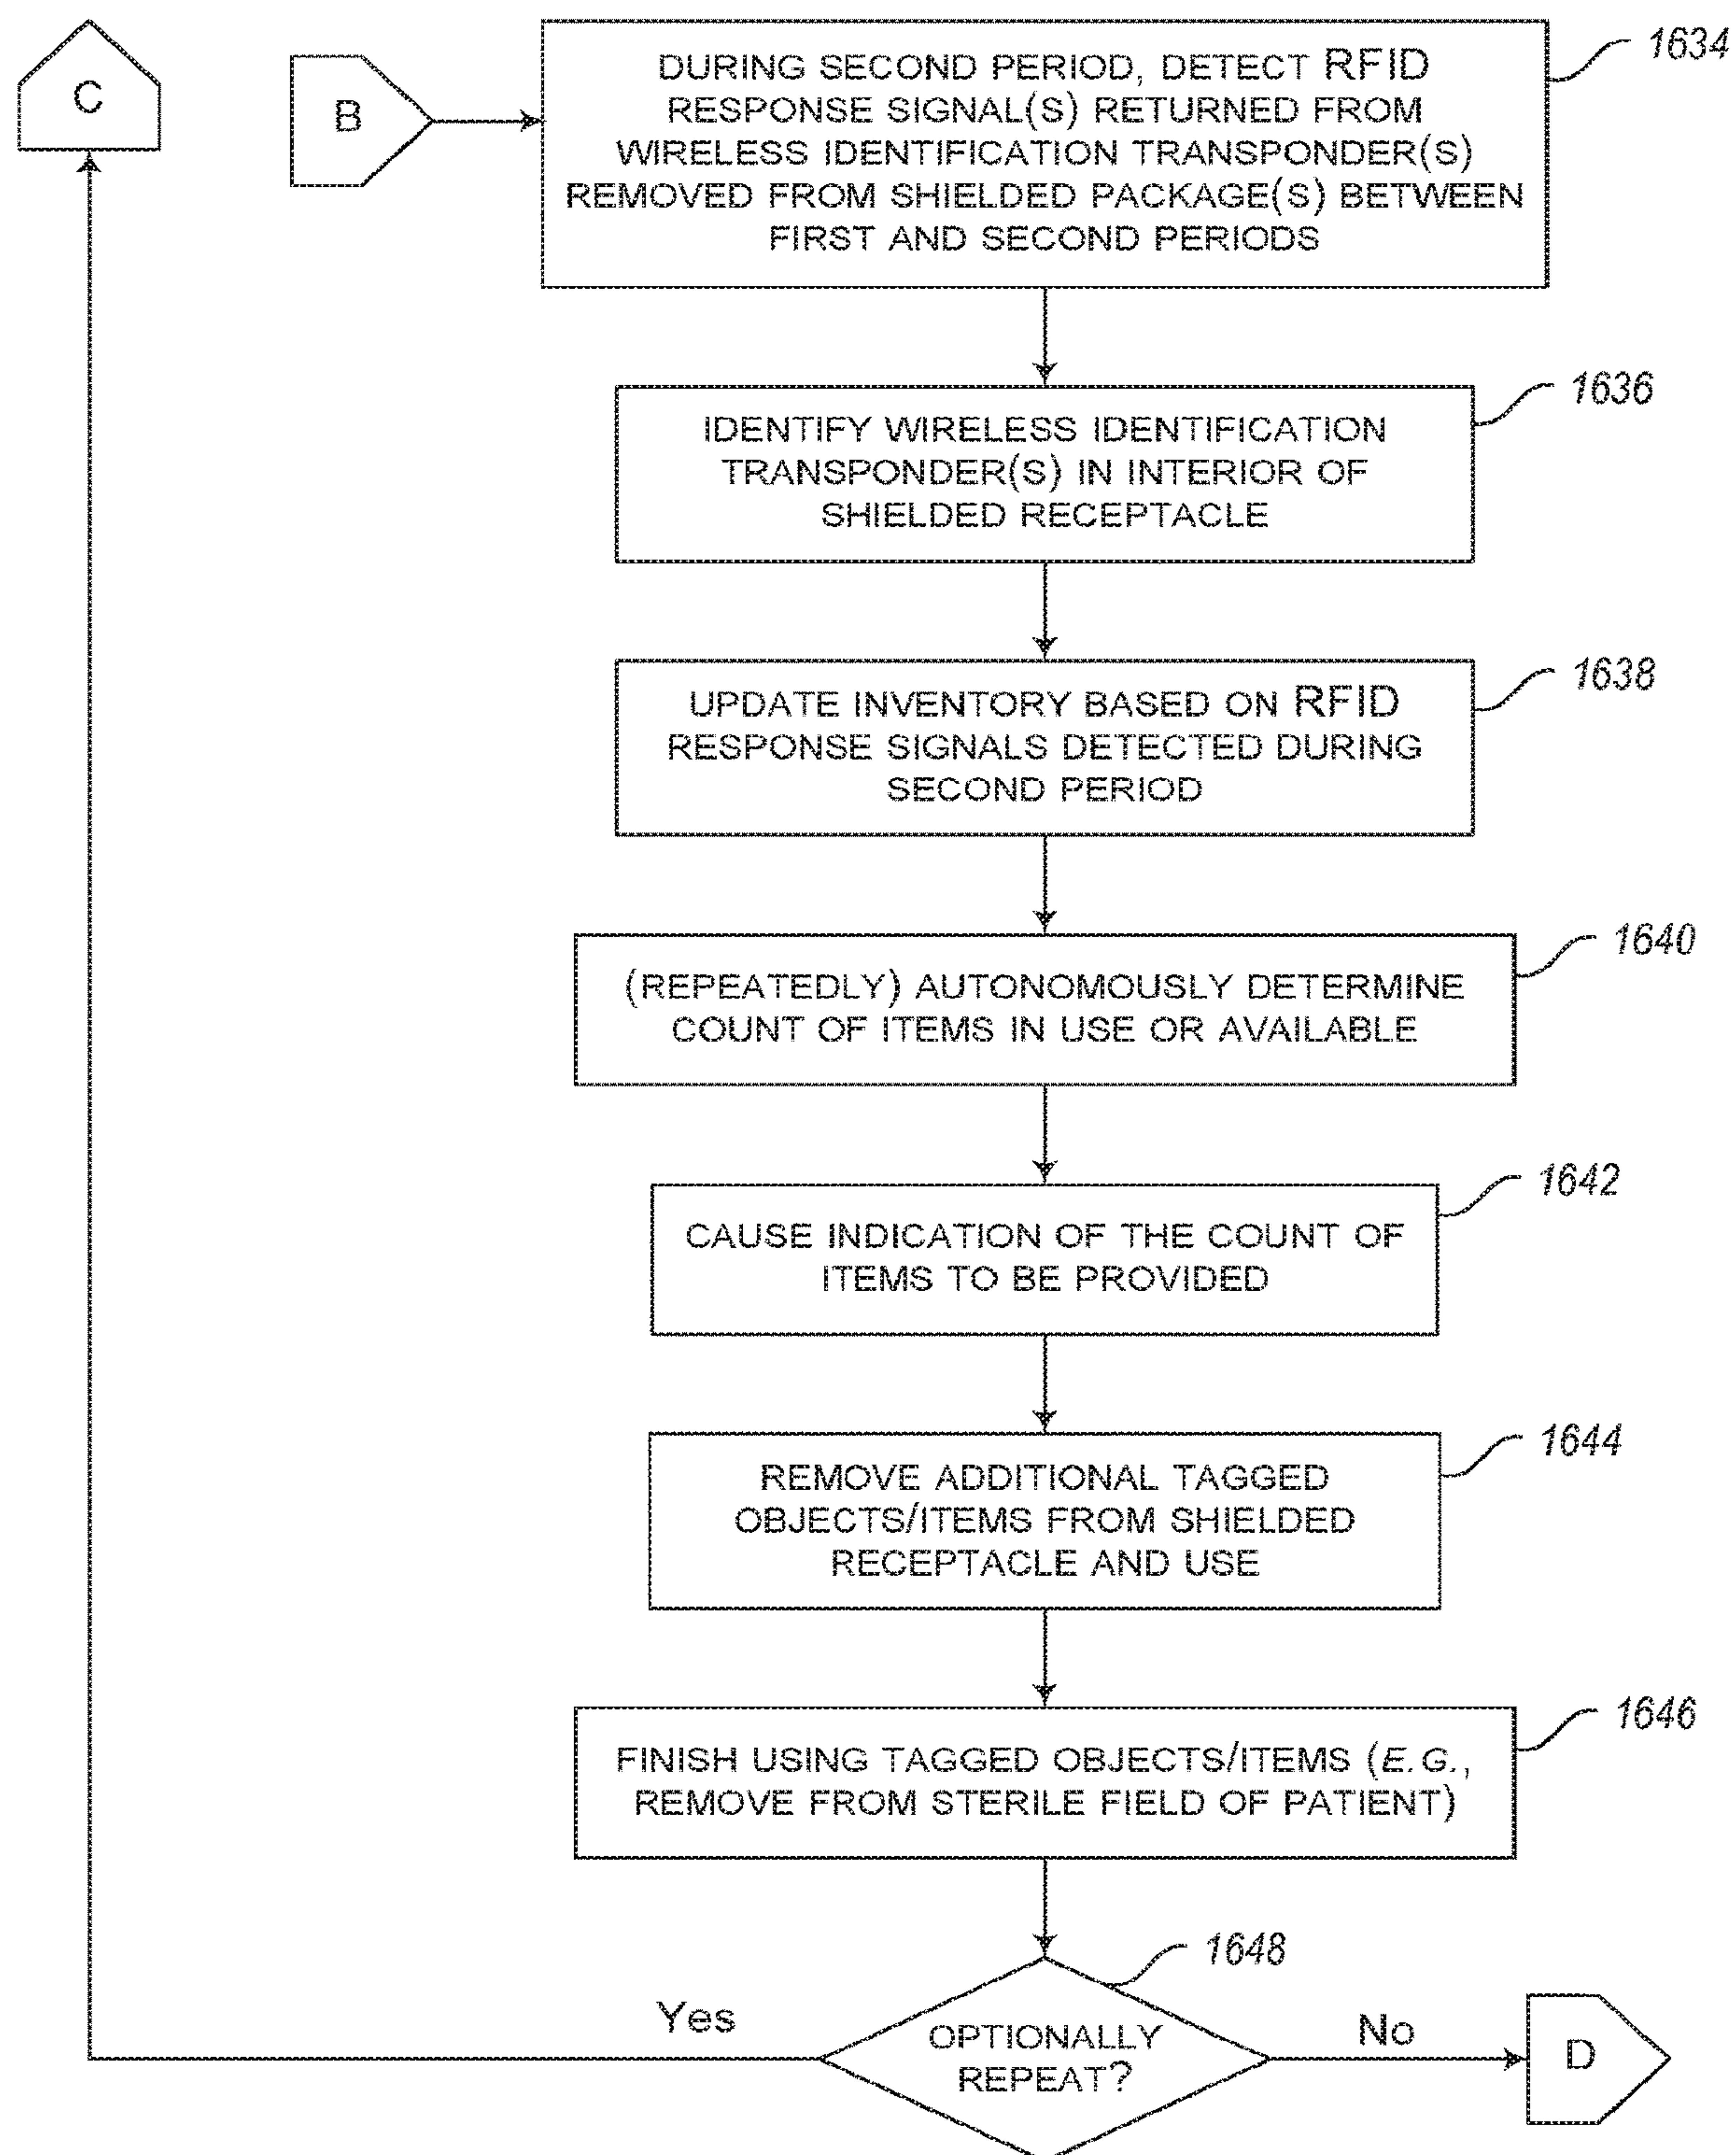 C
B
DURING SECOND PERIOD, DETECT RFID
RESPONSE SIGNAL(S) RETURNED FROM
WIRELESS IDENTIFICATION TRANSPONDER(S)
REMOVED FROM SHIELDED PACKAGE(S) BETWEEN
FIRST AND SECOND PERIODS
1634
IDENTIFY WIRELESS IDENTIFICATION
TRANSPONDER(S) IN INTERIOR OF
SHIELDED RECEPTACLE
1636
UPDATE INVENTORY BASED ON RFID
RESPONSE SIGNALS DETECTED DURING
SECOND PERIOD
1638
(REPEATEDLY) AUTONOMOUSLY DETERMINE
COUNT OF ITEMS IN USE OR AVAILABLE
1640
CAUSE INDICATION OF THE COUNT OF
ITEMS TO BE PROVIDED
1642
REMOVE ADDITIONAL TAGGED
OBJECTS/ITEMS FROM SHIELDED
RECEPTACLE AND USE
1644
FINISH USING TAGGED OBJECTS/ITEMS (E.G.,
REMOVE FROM STERILE FIELD OF PATIENT)
1646
1648
OPTIONALLY
REPEAT?
Yes
No
D